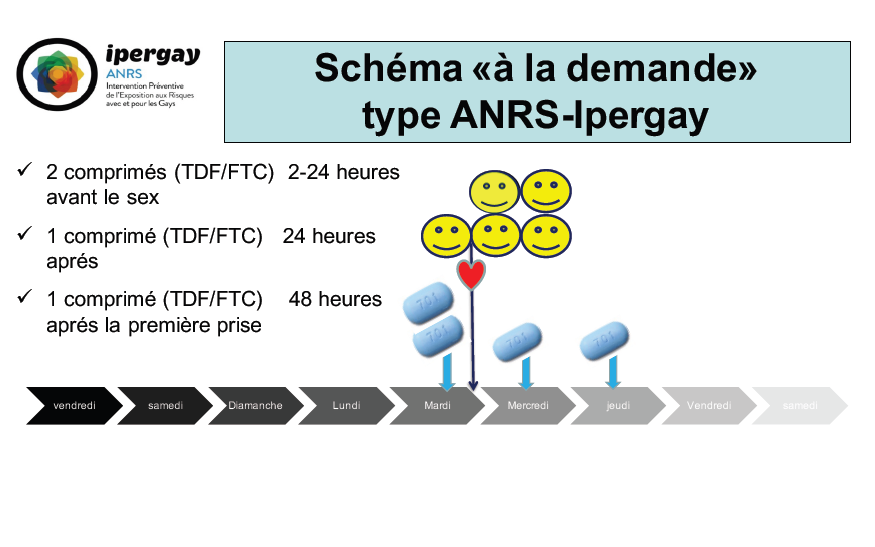 ipergay
ANRS
Intervention Préventive
de l'Exposition aux Risques
avec et pour les Gays
Schéma «à la demande»
type ANRS-Ipergay
✓ 2 comprimés (TDF/FTC) 2-24 heures
avant le sex
✓ 1 comprimé (TDF/FTC) 24 heures
aprés
✓ 1 comprimé (TDF/FTC) 48 heures
aprés la première prise
701
701
701
701
vendredi samedi Diamanche Lundi Mardi Mercredi jeudi Vendredi samedi